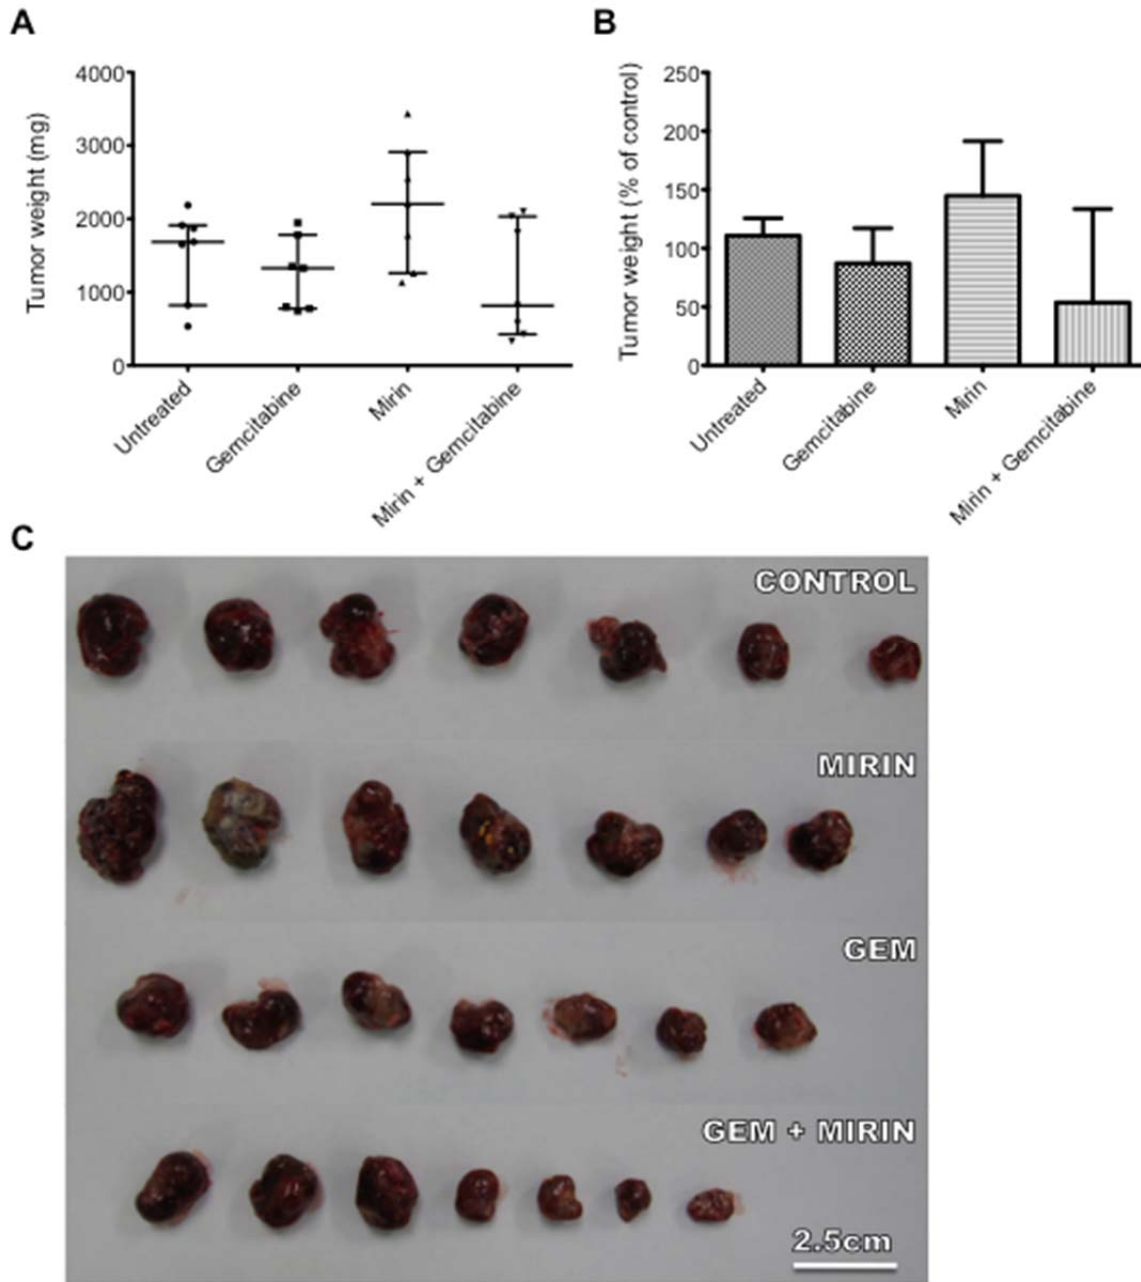 A
B
Tumor weight (mg)
4000
3000
2000
1000
0
Untreated
Gemcitabine
Mirin
Mirin + Gemcitabine
Tumor weight (% of control)
250
200
150
100
50
0
Untreated
Gemcitabine
Mirin
Mirin + Gemcitabine
C
CONTROL
MIRIN
GEM
GEM + MIRIN
2.5cm